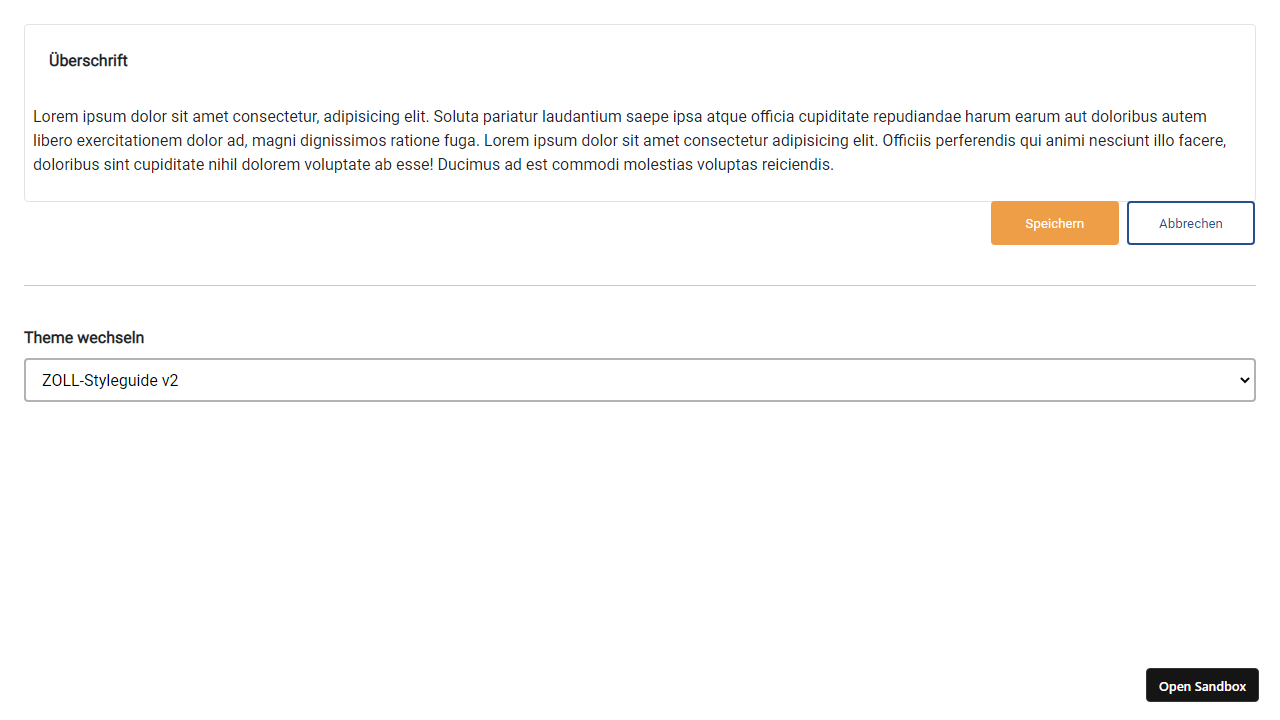 Überschrift
Lorem ipsum dolor sit amet consectetur, adipisicing elit. Soluta pariatur laudantium saepe ipsa atque officia cupiditate repudiandae harum earum aut doloribus autem
libero exercitationem dolor ad, magni dignissimos ratione fuga. Lorem ipsum dolor sit amet consectetur adipisicing elit. Officiis perferendis qui animi nesciunt illo facere,
doloribus sint cupiditate nihil dolorem voluptate ab esse! Ducimus ad est commodi molestias voluptas reiciendis.
Speichern Abbrechen
Theme wechseln
ZOLL-Styleguide v2
Open Sandbox